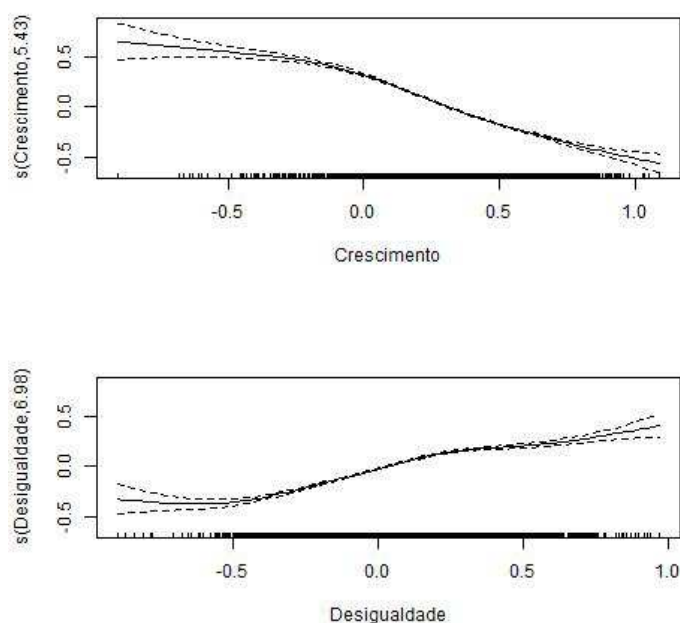 s(Crescimento,5.43)
0.5
0.0
-0.5
-0.5 0.0 0.5 1.0
Crescimento
s(Desigualdade,6.98)
0.5
0.0
-0.5
-0.5 0.0 0.5 1.0
Desigualdade